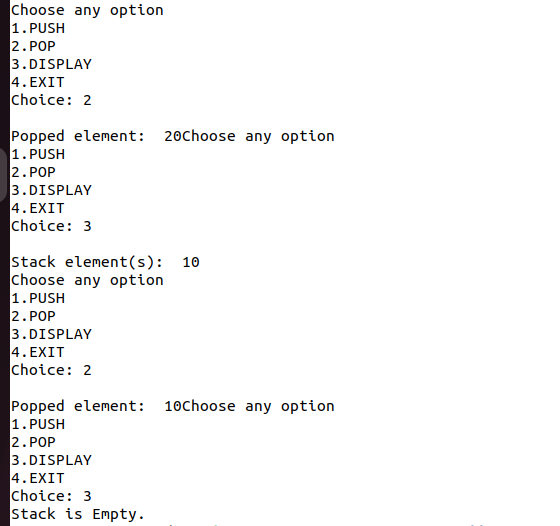 Choose any option
1.PUSH
2.POP
3.DISPLAY
4.EXIT
Choice: 2
Popped element:  20Choose any option
1.PUSH
2.POP
3.DISPLAY
4.EXIT
Choice: 3
Stack element(s):  10
Choose any option
1.PUSH
2.POP
3.DISPLAY
4.EXIT
Choice: 2
Popped element:  10Choose any option
1.PUSH
2.POP
3.DISPLAY
4.EXIT
Choice: 3
Stack is Empty.